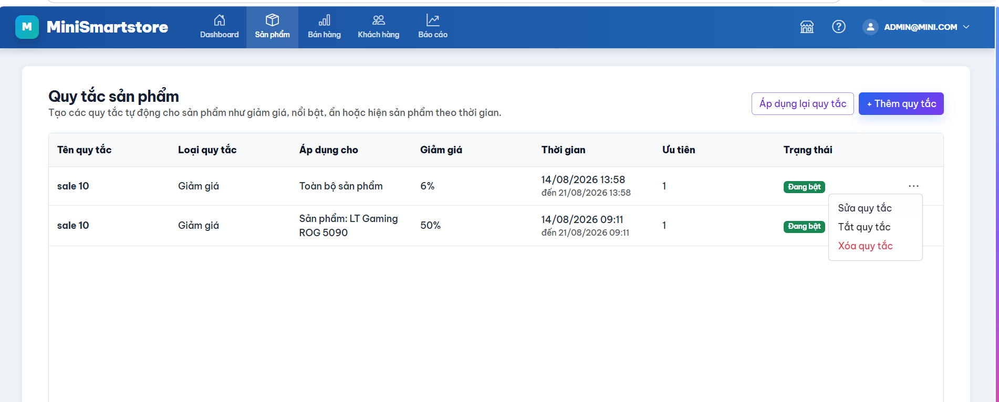 M MiniSmartstore
Dashboard Sản phẩm Bán hàng Khách hàng Báo cáo
? ADMIN@MINI.COM
Quy tắc sản phẩm
Tạo các quy tắc tự động cho sản phẩm như giảm giá, nổi bật, ẩn hoặc hiện sản phẩm theo thời gian.
Áp dụng lại quy tắc + Thêm quy tắc
Tên quy tắc Loại quy tắc Áp dụng cho Giảm giá Thời gian Ưu tiên Trạng thái
sale 10 Giảm giá Toàn bộ sản phẩm 6% 14/08/2026 13:58 1 Đang bật ...
đến 21/08/2026 13:58
sale 10 Giảm giá Sản phẩm: LT Gaming 50% 14/08/2026 09:11 1 Đang bật
ROG 5090 đến 21/08/2026 09:11
Sửa quy tắc
Tắt quy tắc
Xóa quy tắc